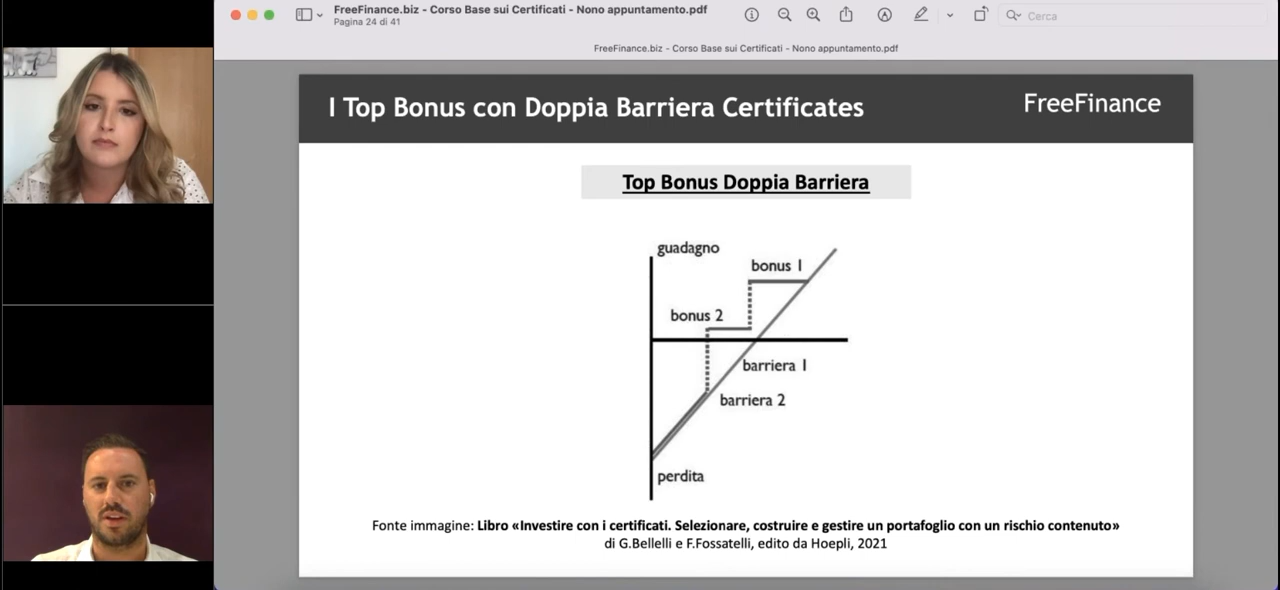 FreeFinance.biz - Corso Base sui Certificati - Nono appuntamento.pdf
Pagina 24 di 41
Cerca
FreeFinance.biz - Corso Base sui Certificati - Nono appuntamento.pdf
I Top Bonus con Doppia Barriera Certificates
FreeFinance
Top Bonus Doppia Barriera
guadagno
bonus 1
bonus 2
barriera 1
barriera 2
perdita
Fonte immagine: Libro «Investire con i certificati. Selezionare, costruire e gestire un portafoglio con un rischio contenuto»
di G.Bellelli e F.Fossatelli, edito da Hoepli, 2021